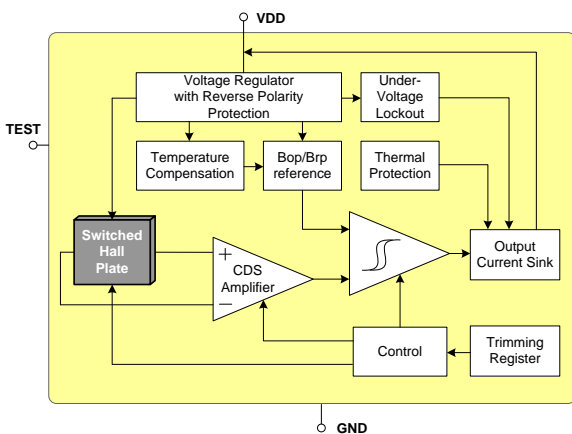 VDD
Voltage Regulator
with Reverse Polarity
Protection
Under-
Voltage
Lockout
TEST
Temperature
Compensation
Bop/Brp
reference
Thermal
Protection
Switched
Hall
Plate
+
CDS
Amplifier
−
Output
Current Sink
Control
Trimming
Register
GND